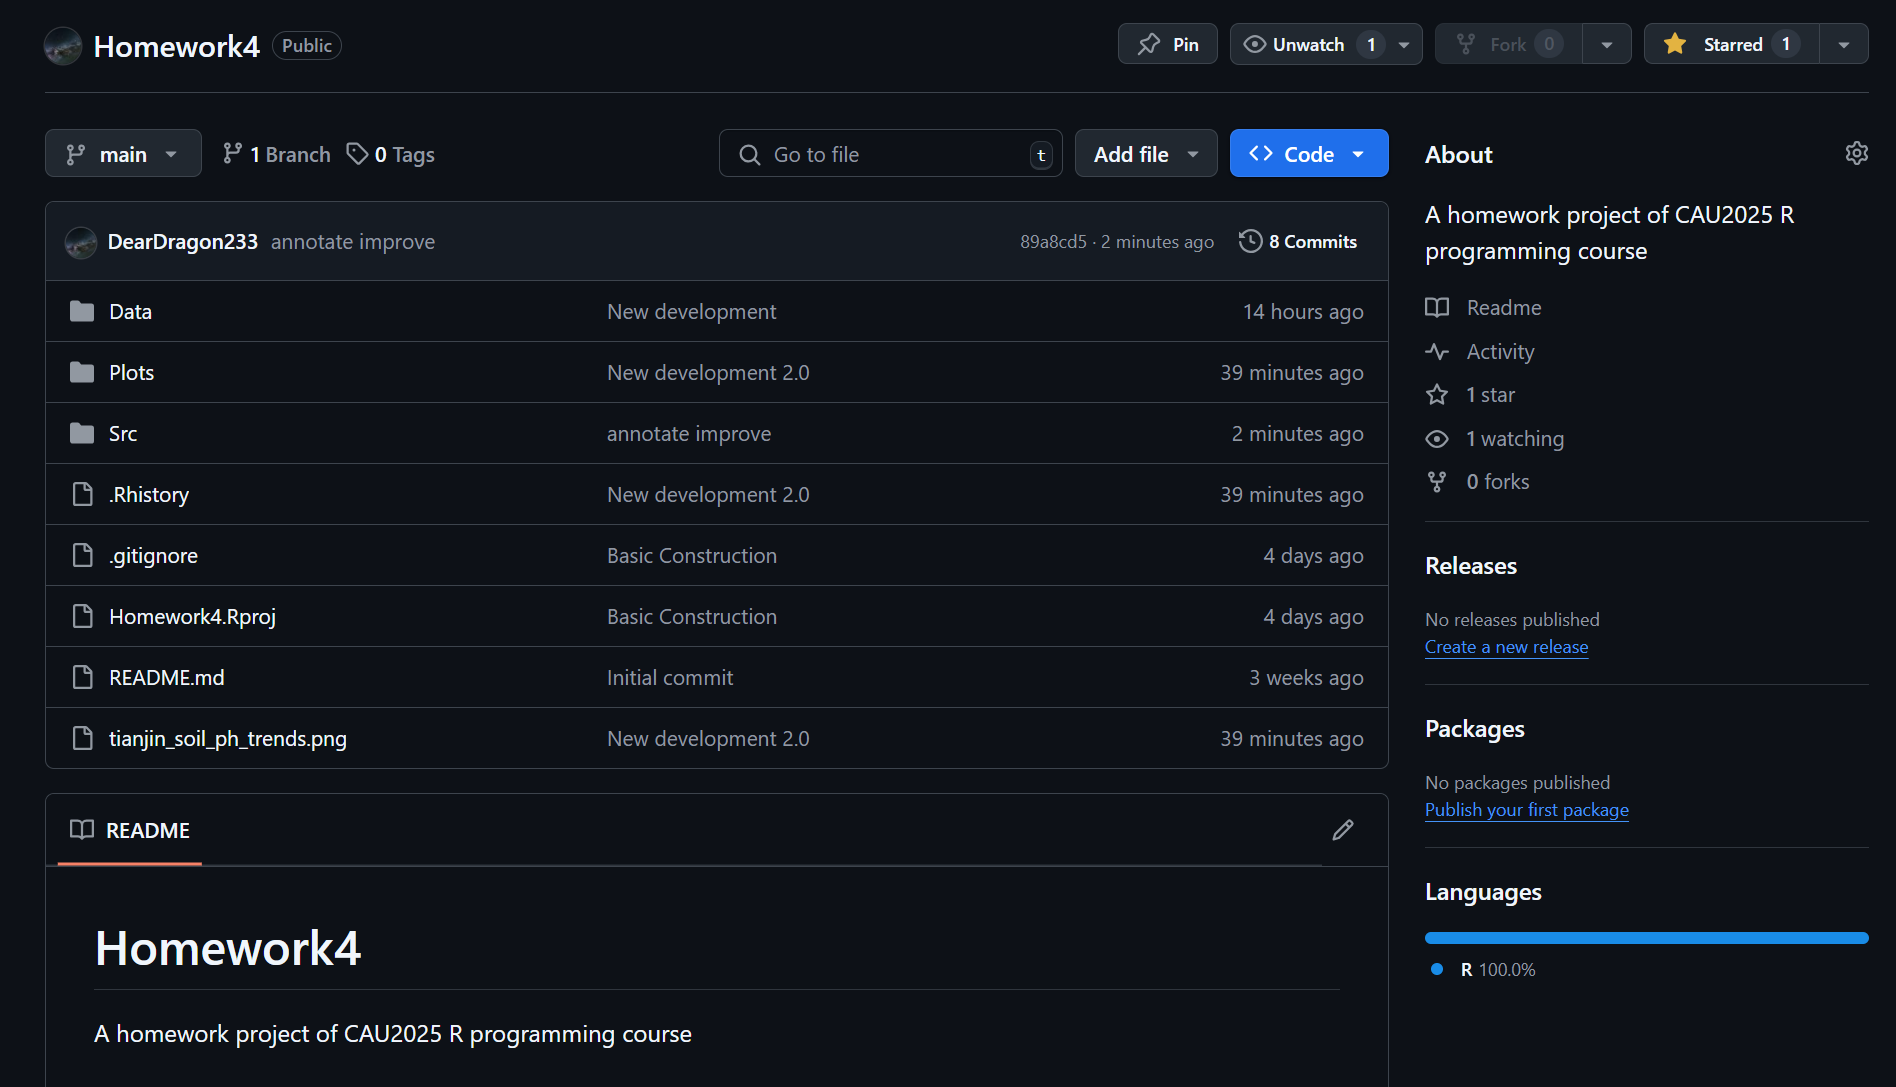 Homework4 Public
Pin Unwatch 1 Fork 0 Starred 1
main 1 Branch 0 Tags Go to file t Add file Code
DearDragon233 annotate improve 89a8cd5 · 2 minutes ago 8 Commits
Data New development 14 hours ago
Plots New development 2.0 39 minutes ago
Src annotate improve 2 minutes ago
.Rhistory New development 2.0 39 minutes ago
.gitignore Basic Construction 4 days ago
Homework4.Rproj Basic Construction 4 days ago
README.md Initial commit 3 weeks ago
tianjin_soil_ph_trends.png New development 2.0 39 minutes ago
README
Homework4
A homework project of CAU2025 R programming course
About
A homework project of CAU2025 R
programming course
Readme
Activity
1 star
1 watching
0 forks
Releases
No releases published
Create a new release
Packages
No packages published
Publish your first package
Languages
R 100.0%